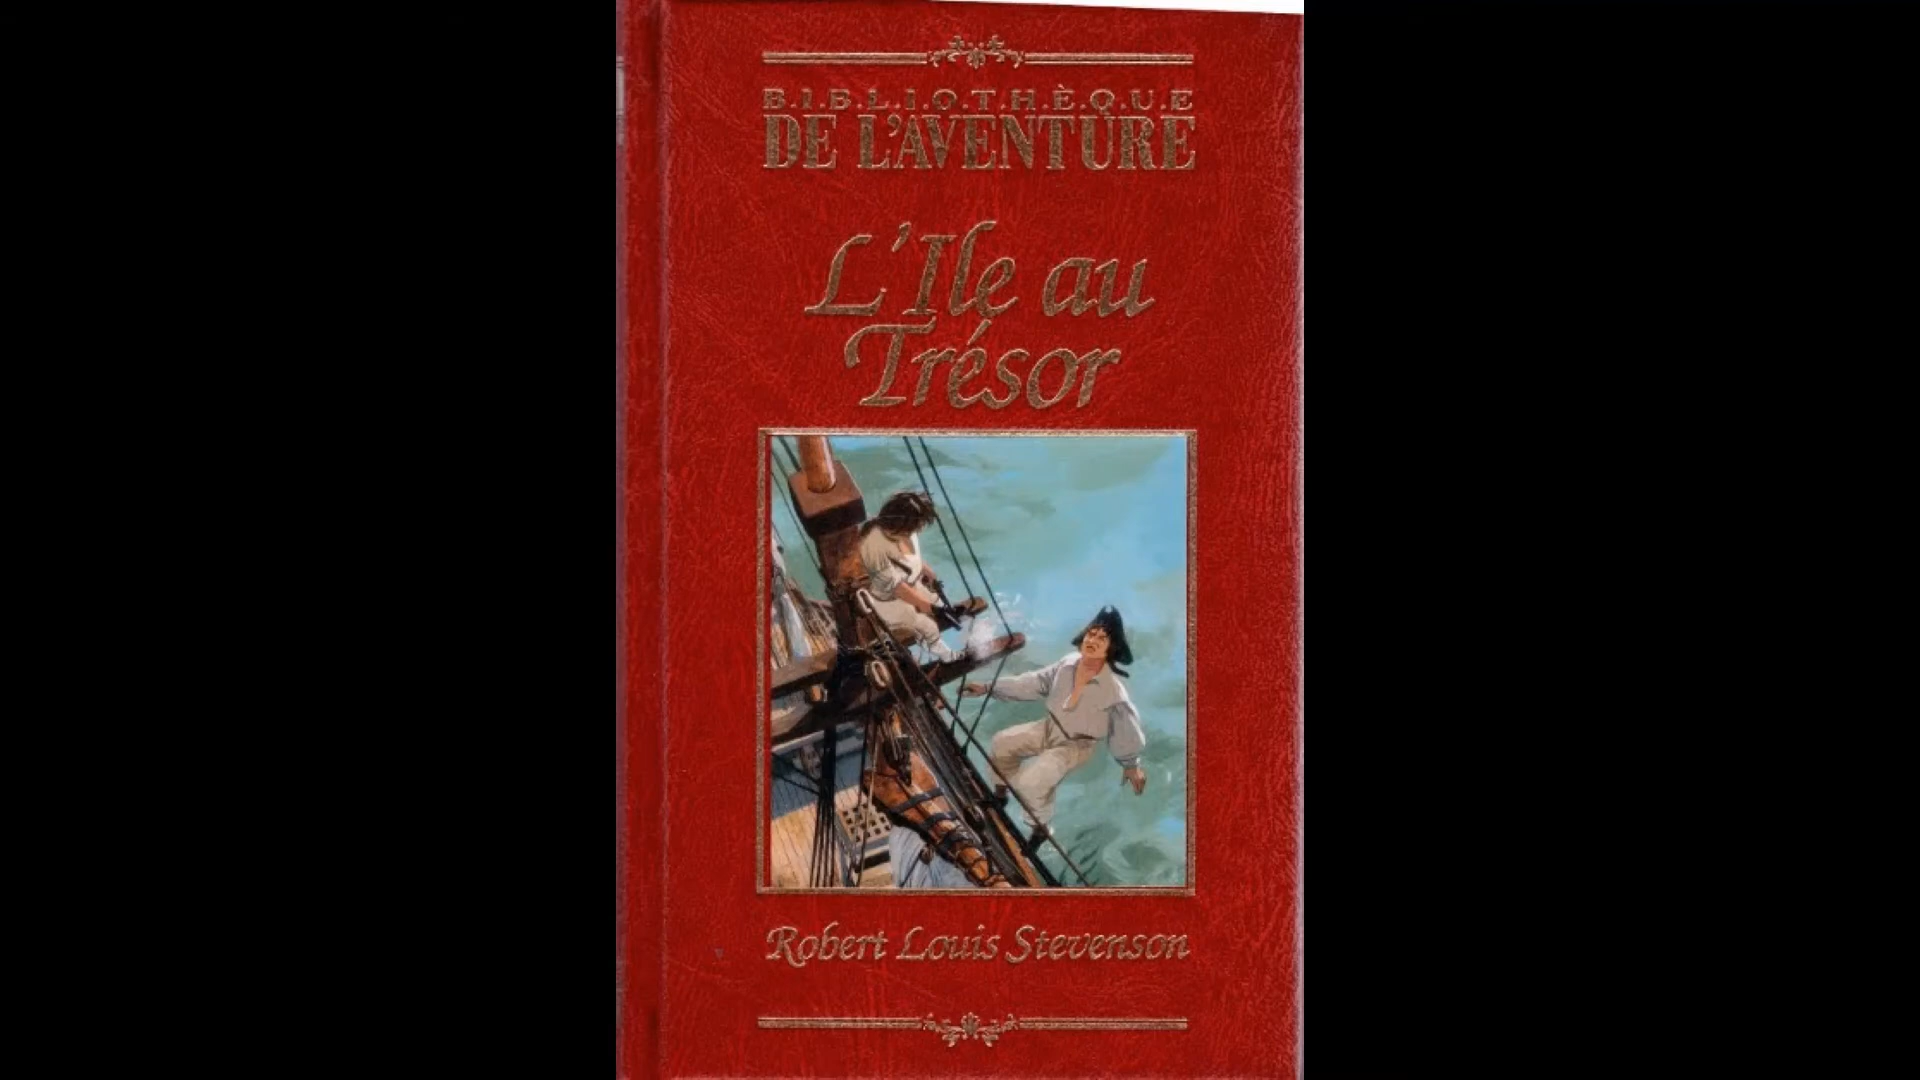 B.I.B.L.I.O.T.H.È.Q.U.E
DE L'AVENTURE
L'Ile au
Trésor
Robert Louis Stevenson